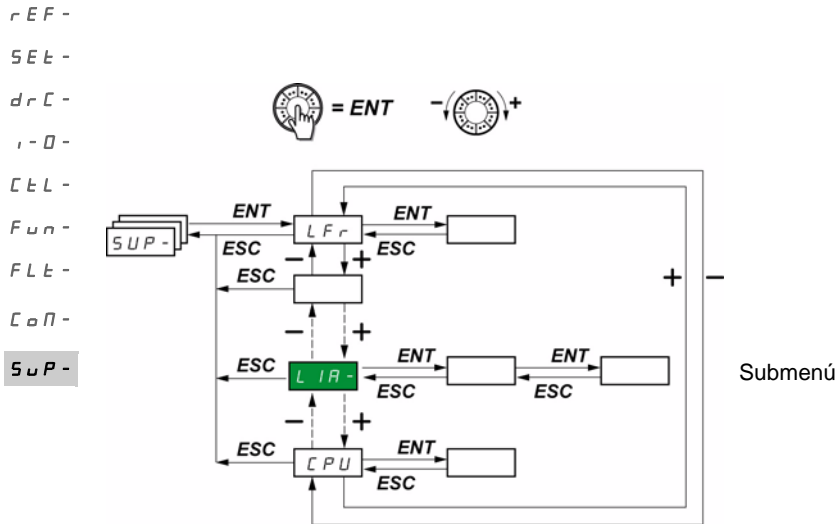 rEF-
SEt-
drC-
I-O-
CtL-
Fun-
FLt-
CoM-
SUP-
= ENT - +
SUP- ENT LFr ENT
ESC ESC
ESC - +
+ -
- +
ESC LIA- ENT ENT Submenú
ESC ESC
- +
ESC CPU ENT
ESC